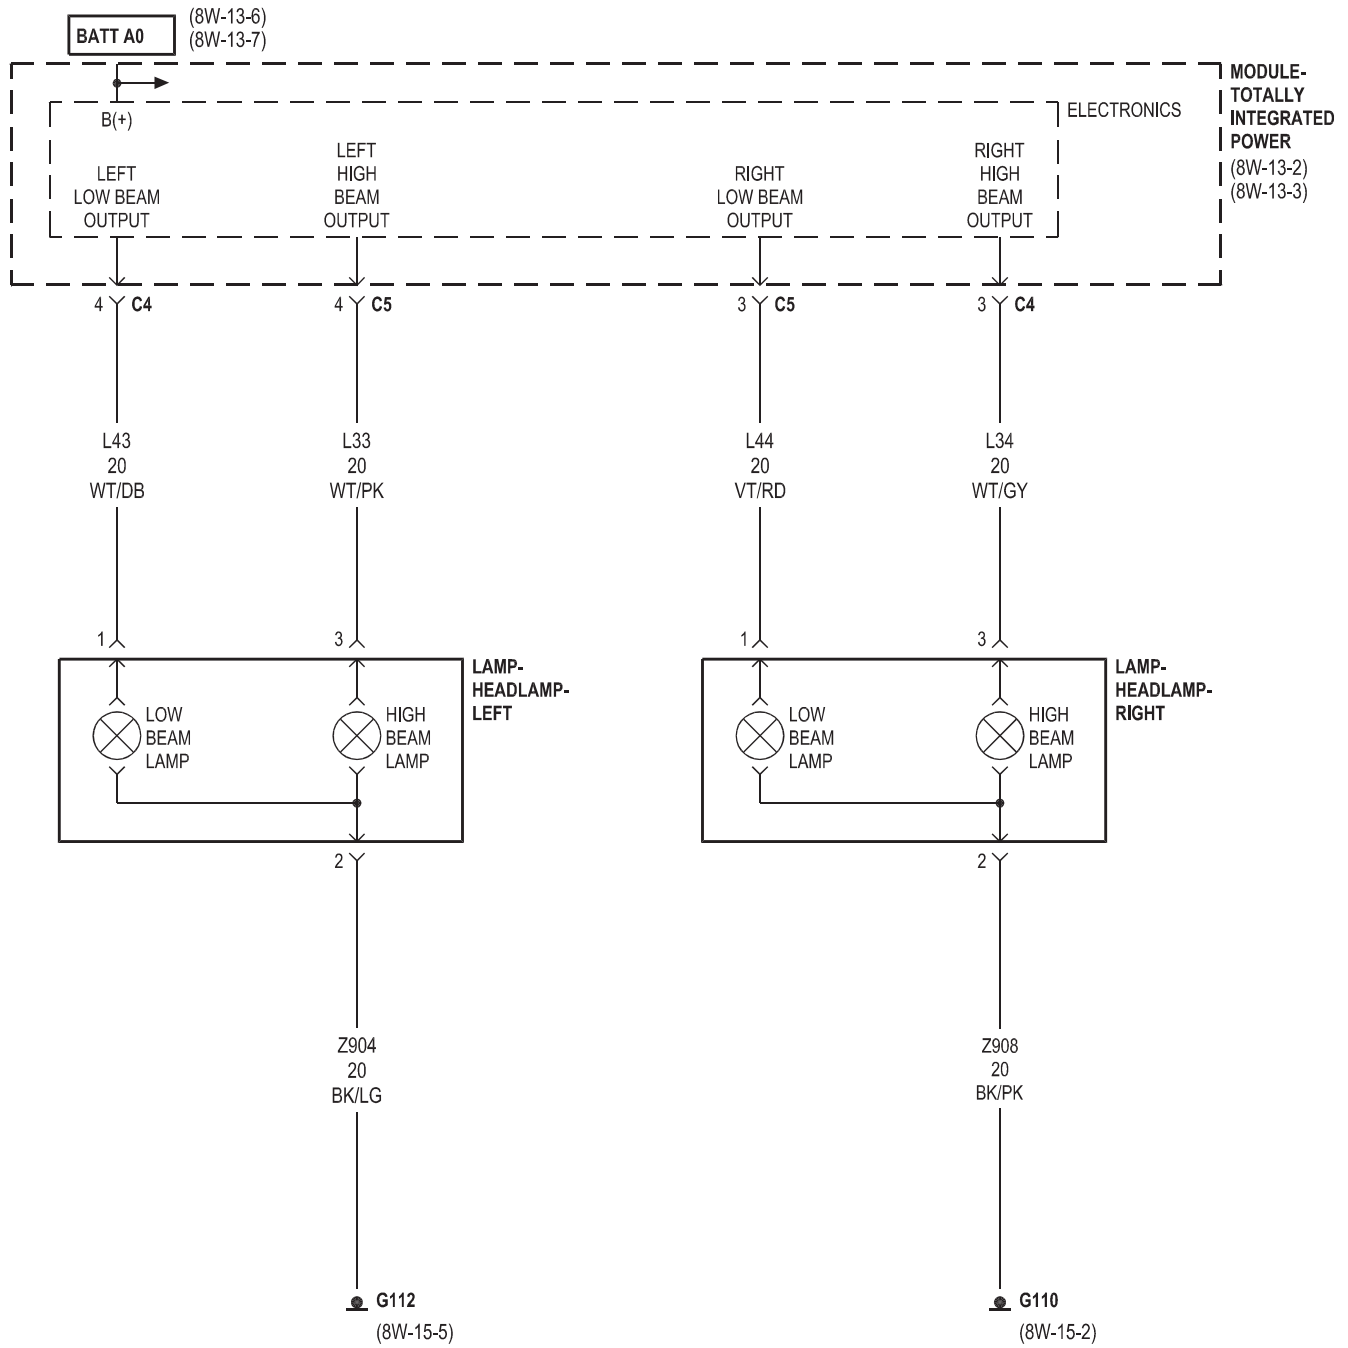 BATT A0
(8W-13-6)
(8W-13-7)
MODULE-
TOTALLY
INTEGRATED
POWER
(8W-13-2)
(8W-13-3)
ELECTRONICS
B(+)
LEFT
LOW BEAM
OUTPUT
LEFT
HIGH
BEAM
OUTPUT
RIGHT
LOW BEAM
OUTPUT
RIGHT
HIGH
BEAM
OUTPUT
4 C4
4 C5
3 C5
3 C4
L43
20
WT/DB
L33
20
WT/PK
L44
20
VT/RD
L34
20
WT/GY
1
3
1
3
LOW
BEAM
LAMP
HIGH
BEAM
LAMP
LAMP-
HEADLAMP-
LEFT
LOW
BEAM
LAMP
HIGH
BEAM
LAMP
LAMP-
HEADLAMP-
RIGHT
2
2
Z904
20
BK/LG
Z908
20
BK/PK
G112
(8W-15-5)
G110
(8W-15-2)